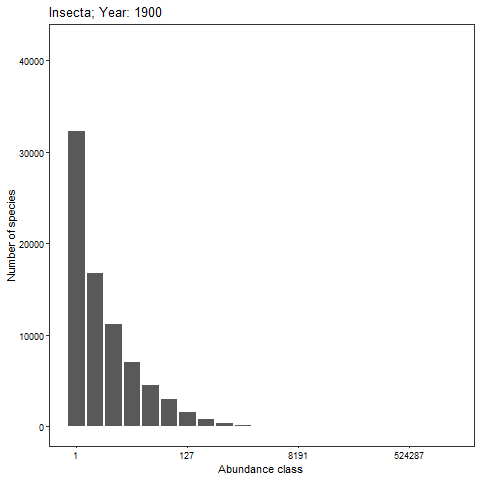 Insecta; Year: 1900
40000
30000
20000
10000
0
Number of species
1 127 8191 524287
Abundance class